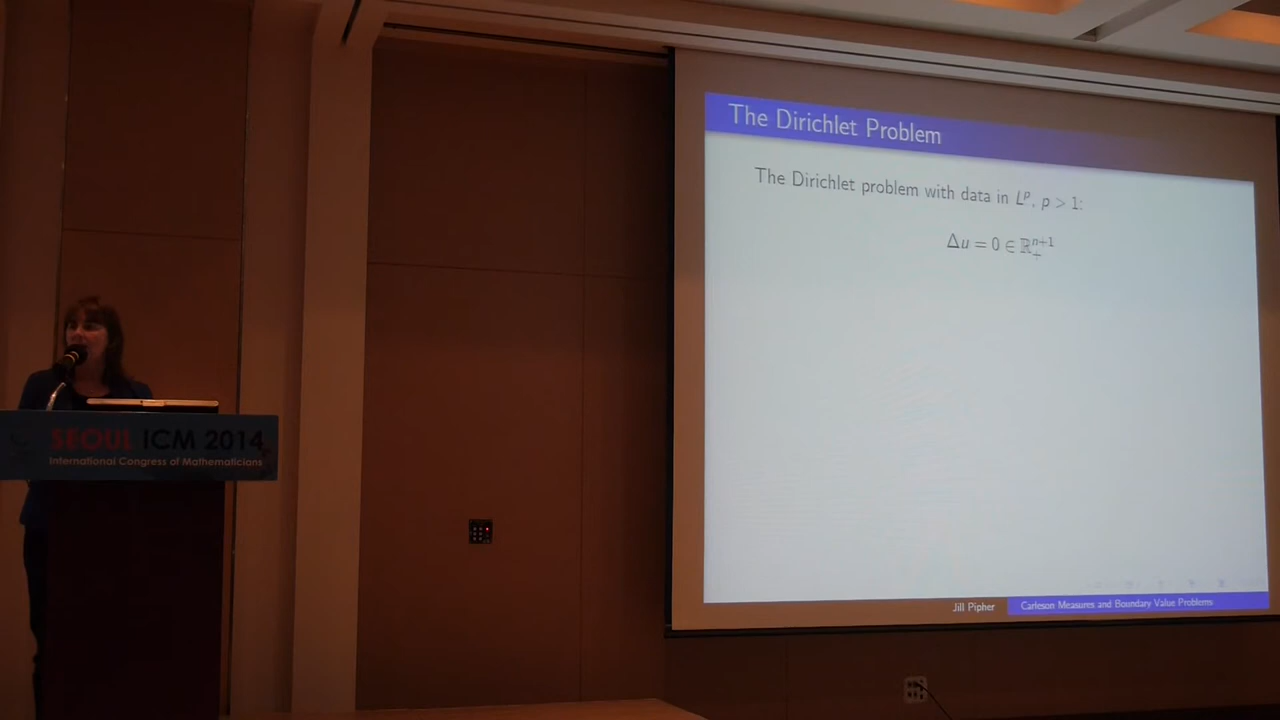 The Dirichlet Problem
The Dirichlet problem with data in Lᵖ, p > 1:
Δu = 0 ∈ ℝ₊ⁿ⁺¹
SEOUL ICM 2014
International Congress of Mathematicians
Jill Pipher
Carleson Measures and Boundary Value Problems